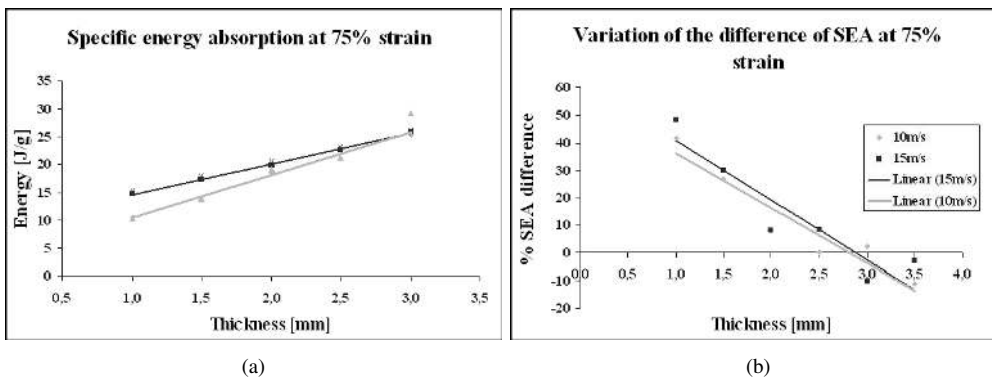 Specific energy absorption at 75% strain
Energy [J/g]
35
30
25
20
15
10
5
0
0,5
1,0
1,5
2,0
2,5
3,0
3,5
Thickness [mm]
(a)
Variation of the difference of SEA at 75%
strain
% SEA difference
60
50
40
30
20
10
0
-10
-20
0,0
0,5
1,0
1,5
2,0
2,5
3,0
3,5
4,0
10m/s
15m/s
Linear (15m/s)
Linear (10m/s)
Thickness [mm]
(b)